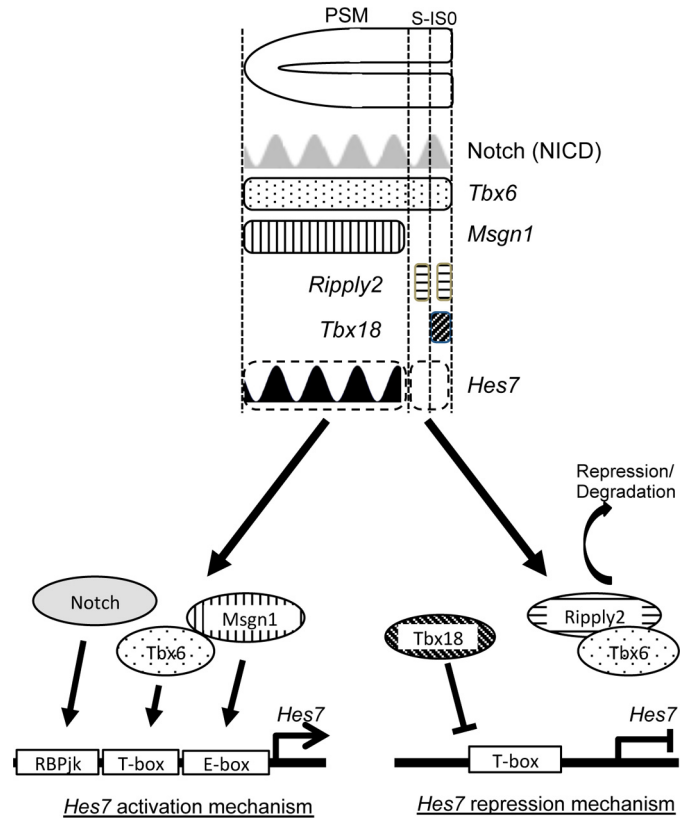 PSM
S-IS0
Notch (NICD)
Tbx6
Msgn1
Ripply2
Tbx18
Hes7
Repression/
Degradation
Notch
Msgn1
Tbx6
Tbx18
Ripply2
Tbx6
Hes7
Hes7
RBPjk
T-box
E-box
T-box
Hes7 activation mechanism
Hes7 repression mechanism